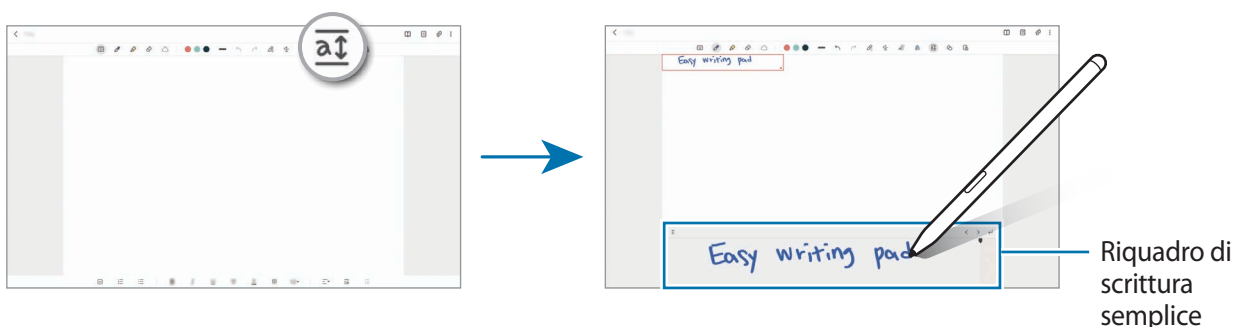 a
Easy writing pad
Easy writing pad
Riquadro di
scrittura
semplice